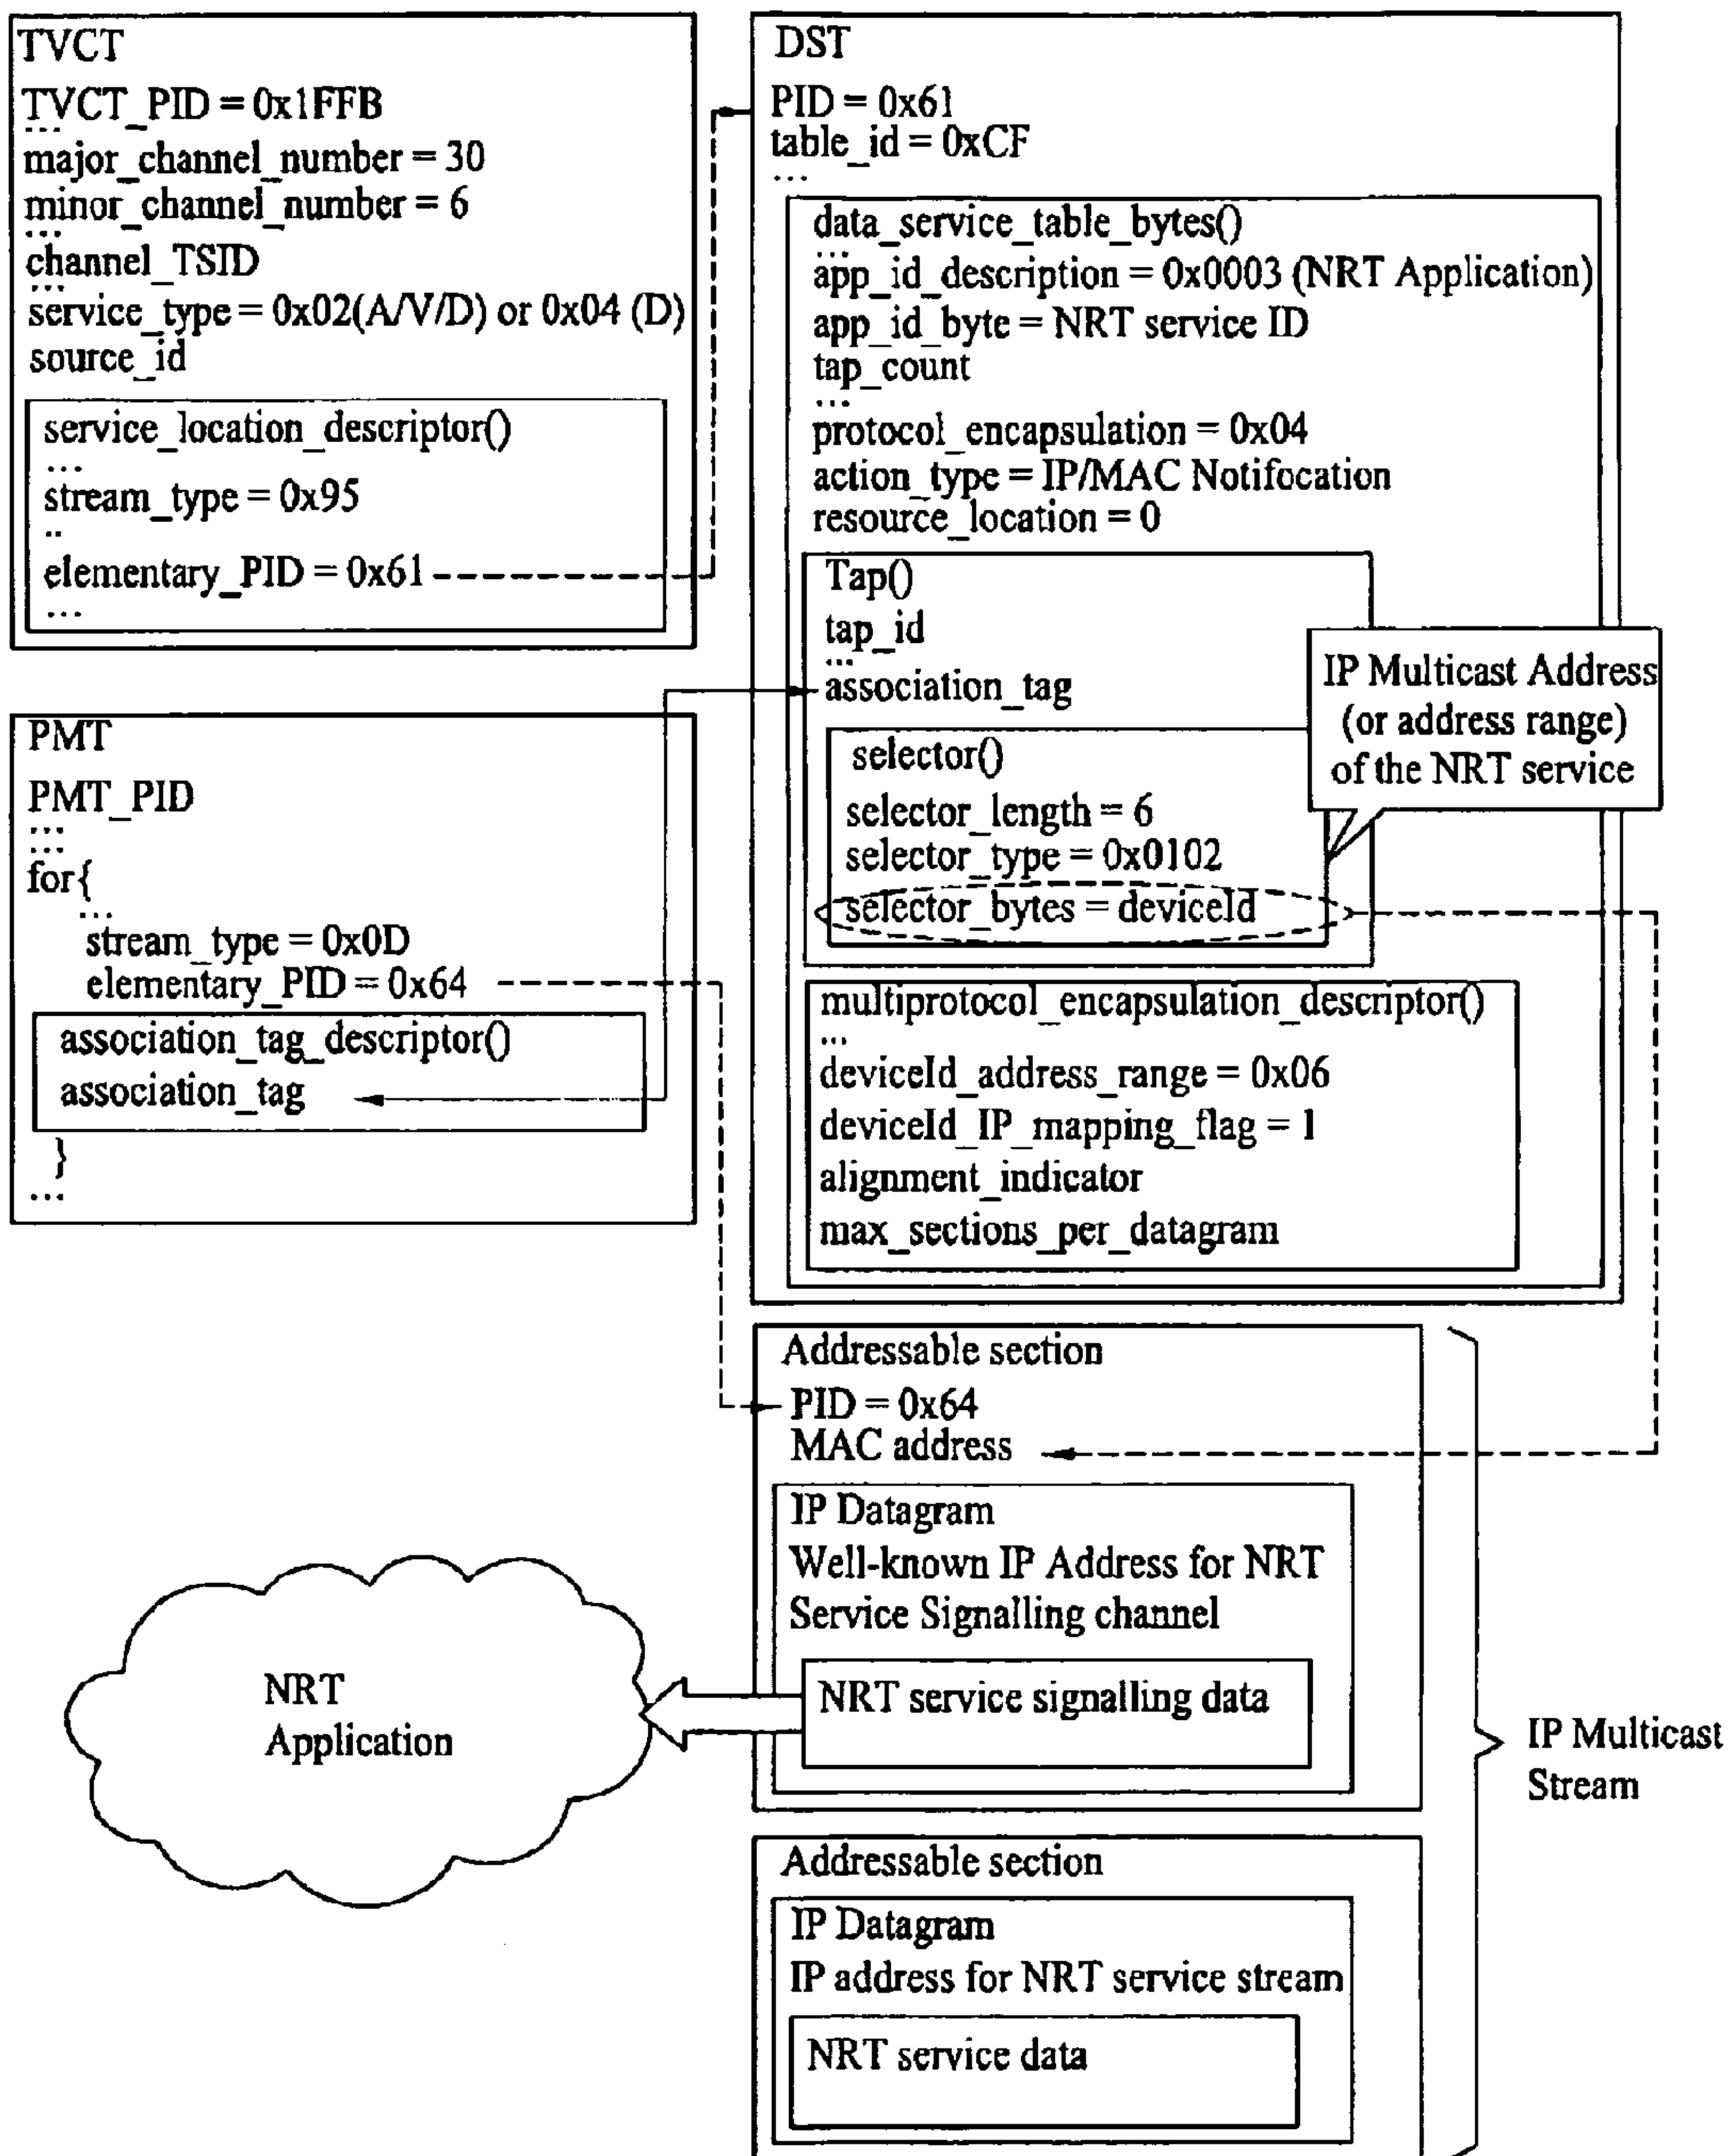 TVCT
TVCT_PID = 0x1FFB
...
major_channel_number = 30
minor_channel_number = 6
...
channel_TSID
...
service_type = 0x02(A/V/D) or 0x04 (D)
source_id
service_location_descriptor()
...
stream_type = 0x95
..
elementary_PID = 0x61
...
PMT
PMT_PID
...
...
for{
...
stream_type = 0x0D
elementary_PID = 0x64
association_tag_descriptor()
association_tag
}
...
DST
PID = 0x61
table_id = 0xCF
...
data_service_table_bytes()
...
app_id_description = 0x0003 (NRT Application)
app_id_byte = NRT service ID
tap_count
...
protocol_encapsulation = 0x04
action_type = IP/MAC Notifocation
resource_location = 0
Tap()
tap_id
...
association_tag
selector()
selector_length = 6
selector_type = 0x0102
selector_bytes = deviceId
IP Multicast Address
(or address range)
of the NRT service
multiprotocol_encapsulation_descriptor()
...
deviceId_address_range = 0x06
deviceId_IP_mapping_flag = 1
alignment_indicator
max_sections_per_datagram
Addressable section
PID = 0x64
MAC address
IP Datagram
Well-known IP Address for NRT
Service Signalling channel
NRT service signalling data
NRT
Application
IP Multicast
Stream
Addressable section
IP Datagram
IP address for NRT service stream
NRT service data